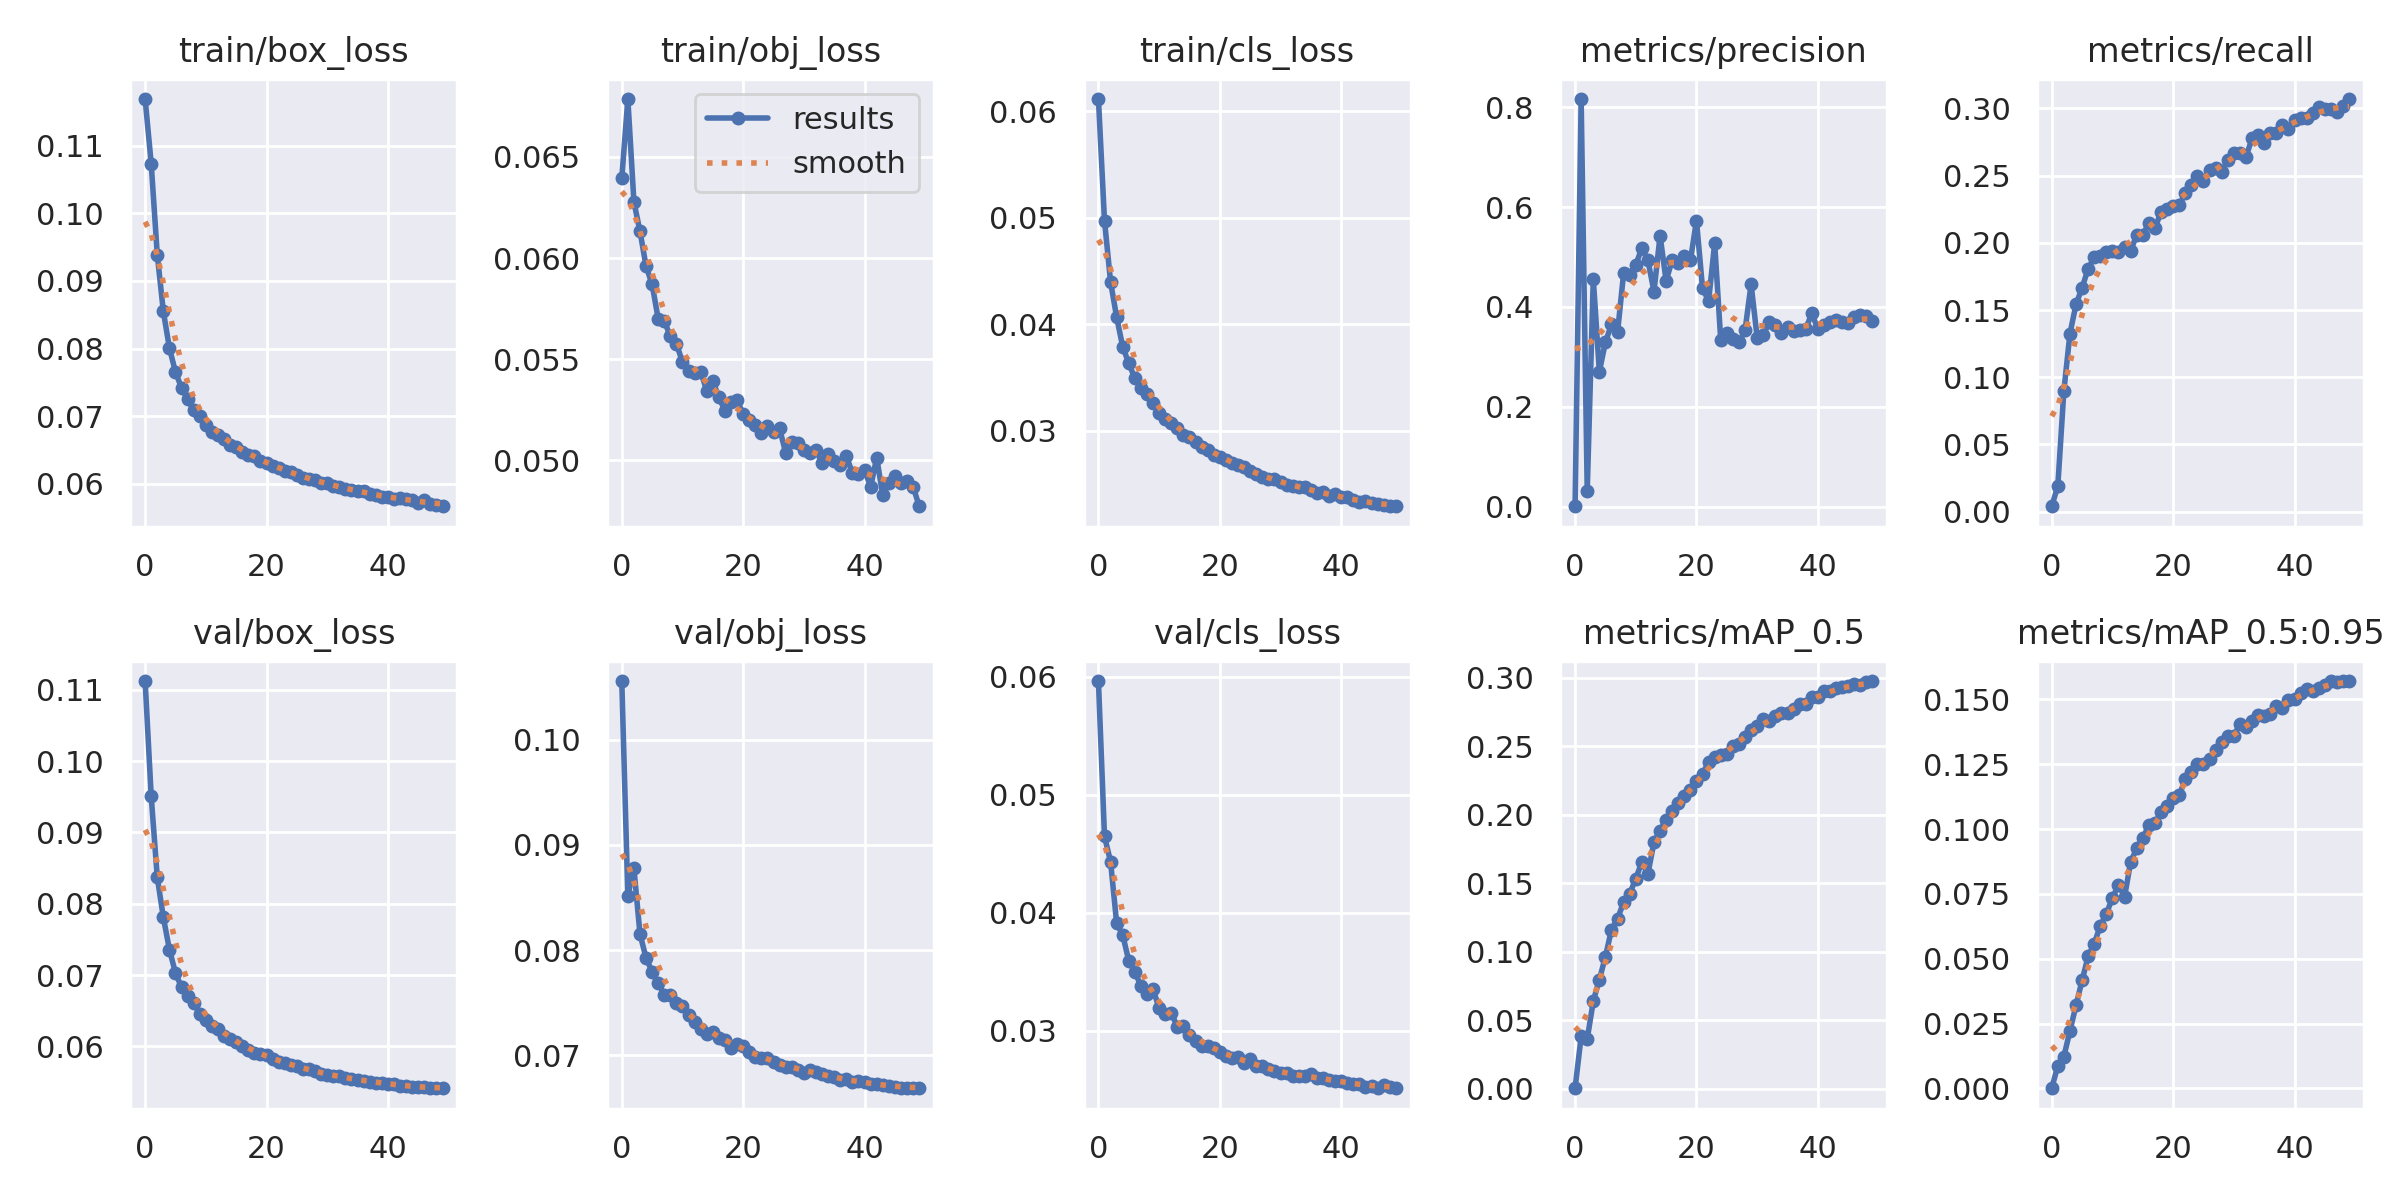 train/box_loss
0.11
0.10
0.09
0.08
0.07
0.06
0 20 40
train/obj_loss
results
smooth
0.065
0.060
0.055
0.050
0 20 40
train/cls_loss
0.06
0.05
0.04
0.03
0 20 40
metrics/precision
0.8
0.6
0.4
0.2
0.0
0 20 40
metrics/recall
0.30
0.25
0.20
0.15
0.10
0.05
0.00
0 20 40
val/box_loss
0.11
0.10
0.09
0.08
0.07
0.06
0 20 40
val/obj_loss
0.10
0.09
0.08
0.07
0 20 40
val/cls_loss
0.06
0.05
0.04
0.03
0 20 40
metrics/mAP_0.5
0.30
0.25
0.20
0.15
0.10
0.05
0.00
0 20 40
metrics/mAP_0.5:0.95
0.150
0.125
0.100
0.075
0.050
0.025
0.000
0 20 40